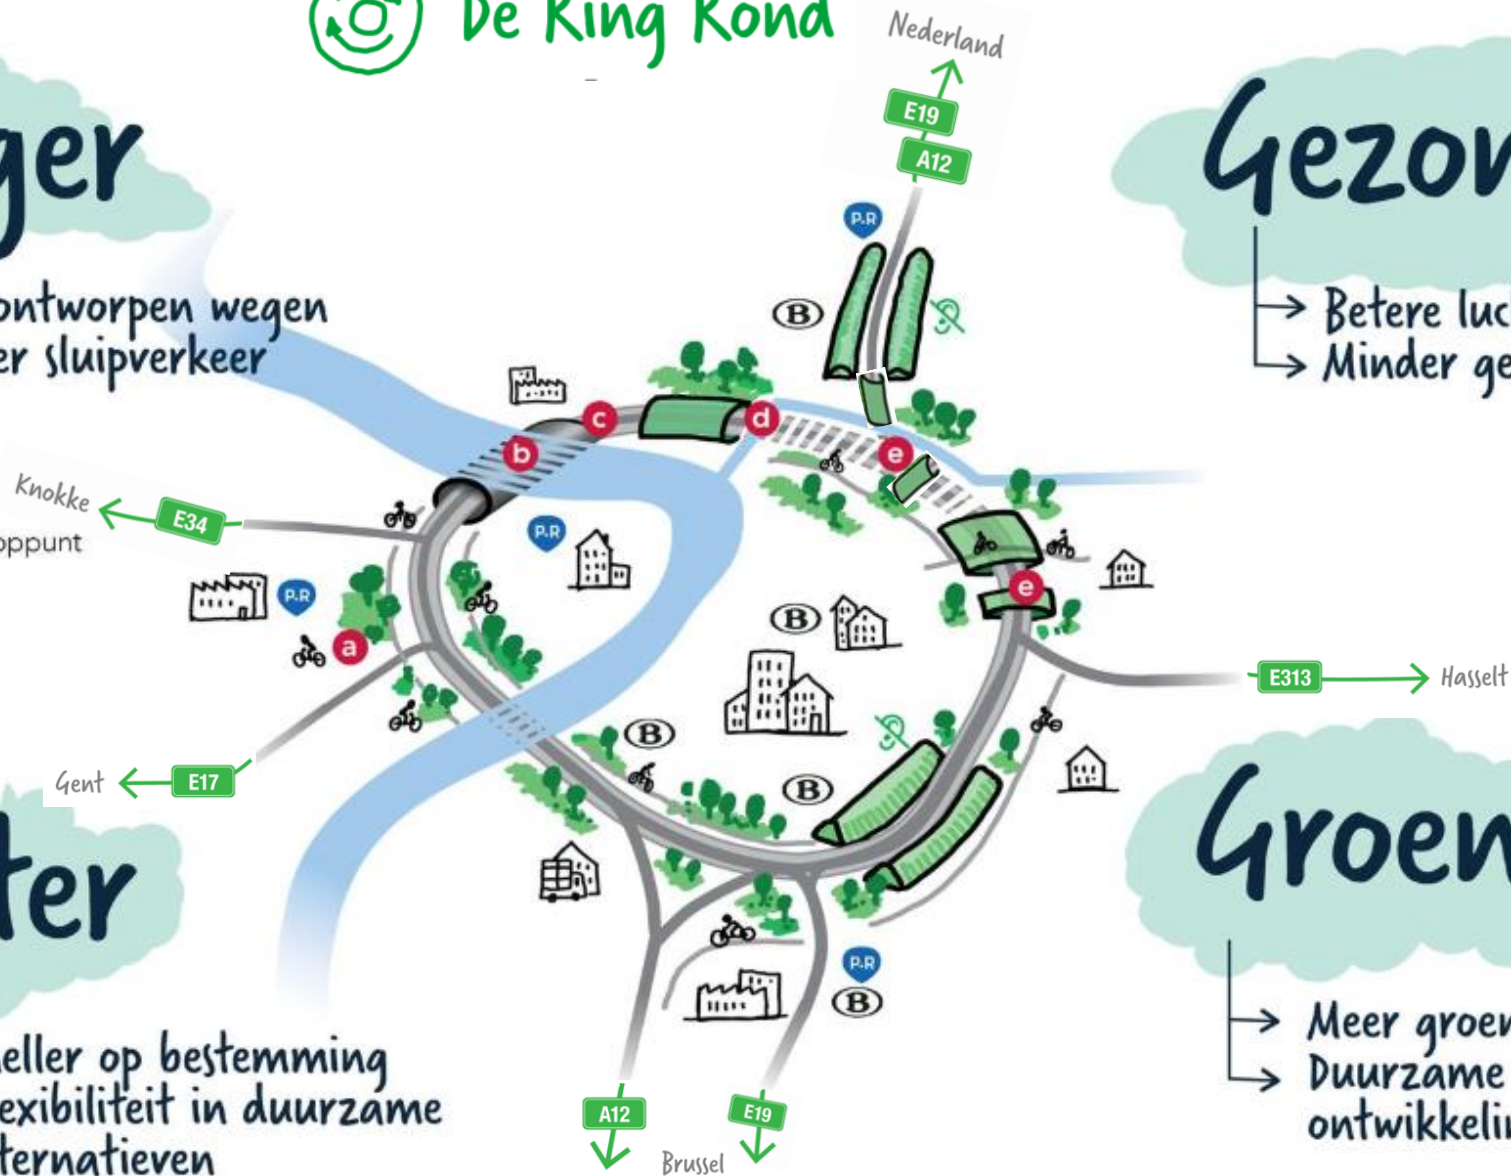 De Ring Rond
Nederland
E19
A12
ger
Gezon
ontworpen wegen
er sluipverkeer
Betere luc
Minder ge
P+R
B
c
d
b
e
Knokke
E34
oppunt
P+R
P+R
B
e
a
E313
Hasselt
B
Gent
E17
B
ter
Groen
P+R
B
Meer groen
Duurzame
ontwikkelin
eller op bestemming
exibiliteit in duurzame
ternatieven
A12
E19
Brussel